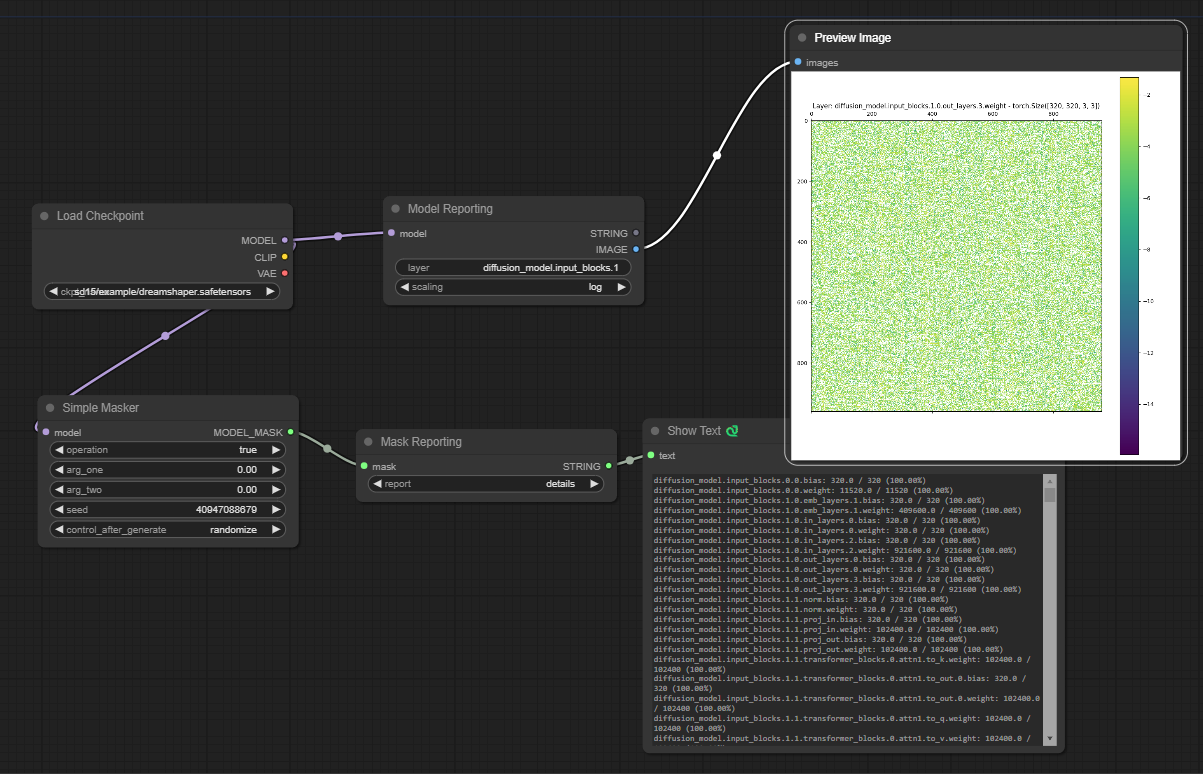 Preview Image
images
Layer: diffusion_model.input_blocks.1.0.out_layers.3.weight - torch.Size([320, 320, 3, 3])
0 200 400 600 800
0
200
400
600
800
−2
−4
−6
−8
−10
−12
−14
Load Checkpoint
MODEL
CLIP
VAE
sd15/example/dreamshaper.safetensors
Model Reporting
model
STRING
IMAGE
layer diffusion_model.input_blocks.1
scaling log
Simple Masker
model MODEL_MASK
operation true
arg_one 0.00
arg_two 0.00
seed 40947088679
control_after_generate randomize
Mask Reporting
mask STRING
report details
Show Text
text
diffusion_model.input_blocks.0.0.bias: 320.0 / 320 (100.00%)
diffusion_model.input_blocks.0.0.weight: 11520.0 / 11520 (100.00%)
diffusion_model.input_blocks.1.0.emb_layers.1.bias: 320.0 / 320 (100.00%)
diffusion_model.input_blocks.1.0.emb_layers.1.weight: 409600.0 / 409600 (100.00%)
diffusion_model.input_blocks.1.0.in_layers.0.bias: 320.0 / 320 (100.00%)
diffusion_model.input_blocks.1.0.in_layers.0.weight: 320.0 / 320 (100.00%)
diffusion_model.input_blocks.1.0.in_layers.2.bias: 320.0 / 320 (100.00%)
diffusion_model.input_blocks.1.0.in_layers.2.weight: 921600.0 / 921600 (100.00%)
diffusion_model.input_blocks.1.0.out_layers.0.bias: 320.0 / 320 (100.00%)
diffusion_model.input_blocks.1.0.out_layers.0.weight: 320.0 / 320 (100.00%)
diffusion_model.input_blocks.1.0.out_layers.3.bias: 320.0 / 320 (100.00%)
diffusion_model.input_blocks.1.0.out_layers.3.weight: 921600.0 / 921600 (100.00%)
diffusion_model.input_blocks.1.1.norm.bias: 320.0 / 320 (100.00%)
diffusion_model.input_blocks.1.1.norm.weight: 320.0 / 320 (100.00%)
diffusion_model.input_blocks.1.1.proj_in.bias: 320.0 / 320 (100.00%)
diffusion_model.input_blocks.1.1.proj_in.weight: 102400.0 / 102400 (100.00%)
diffusion_model.input_blocks.1.1.proj_out.bias: 320.0 / 320 (100.00%)
diffusion_model.input_blocks.1.1.proj_out.weight: 102400.0 / 102400 (100.00%)
diffusion_model.input_blocks.1.1.transformer_blocks.0.attn1.to_k.weight: 102400.0 /
102400 (100.00%)
diffusion_model.input_blocks.1.1.transformer_blocks.0.attn1.to_out.0.bias: 320.0 /
320 (100.00%)
diffusion_model.input_blocks.1.1.transformer_blocks.0.attn1.to_out.0.weight: 102400.0
/ 102400 (100.00%)
diffusion_model.input_blocks.1.1.transformer_blocks.0.attn1.to_q.weight: 102400.0 /
102400 (100.00%)
diffusion_model.input_blocks.1.1.transformer_blocks.0.attn1.to_v.weight: 102400.0 /